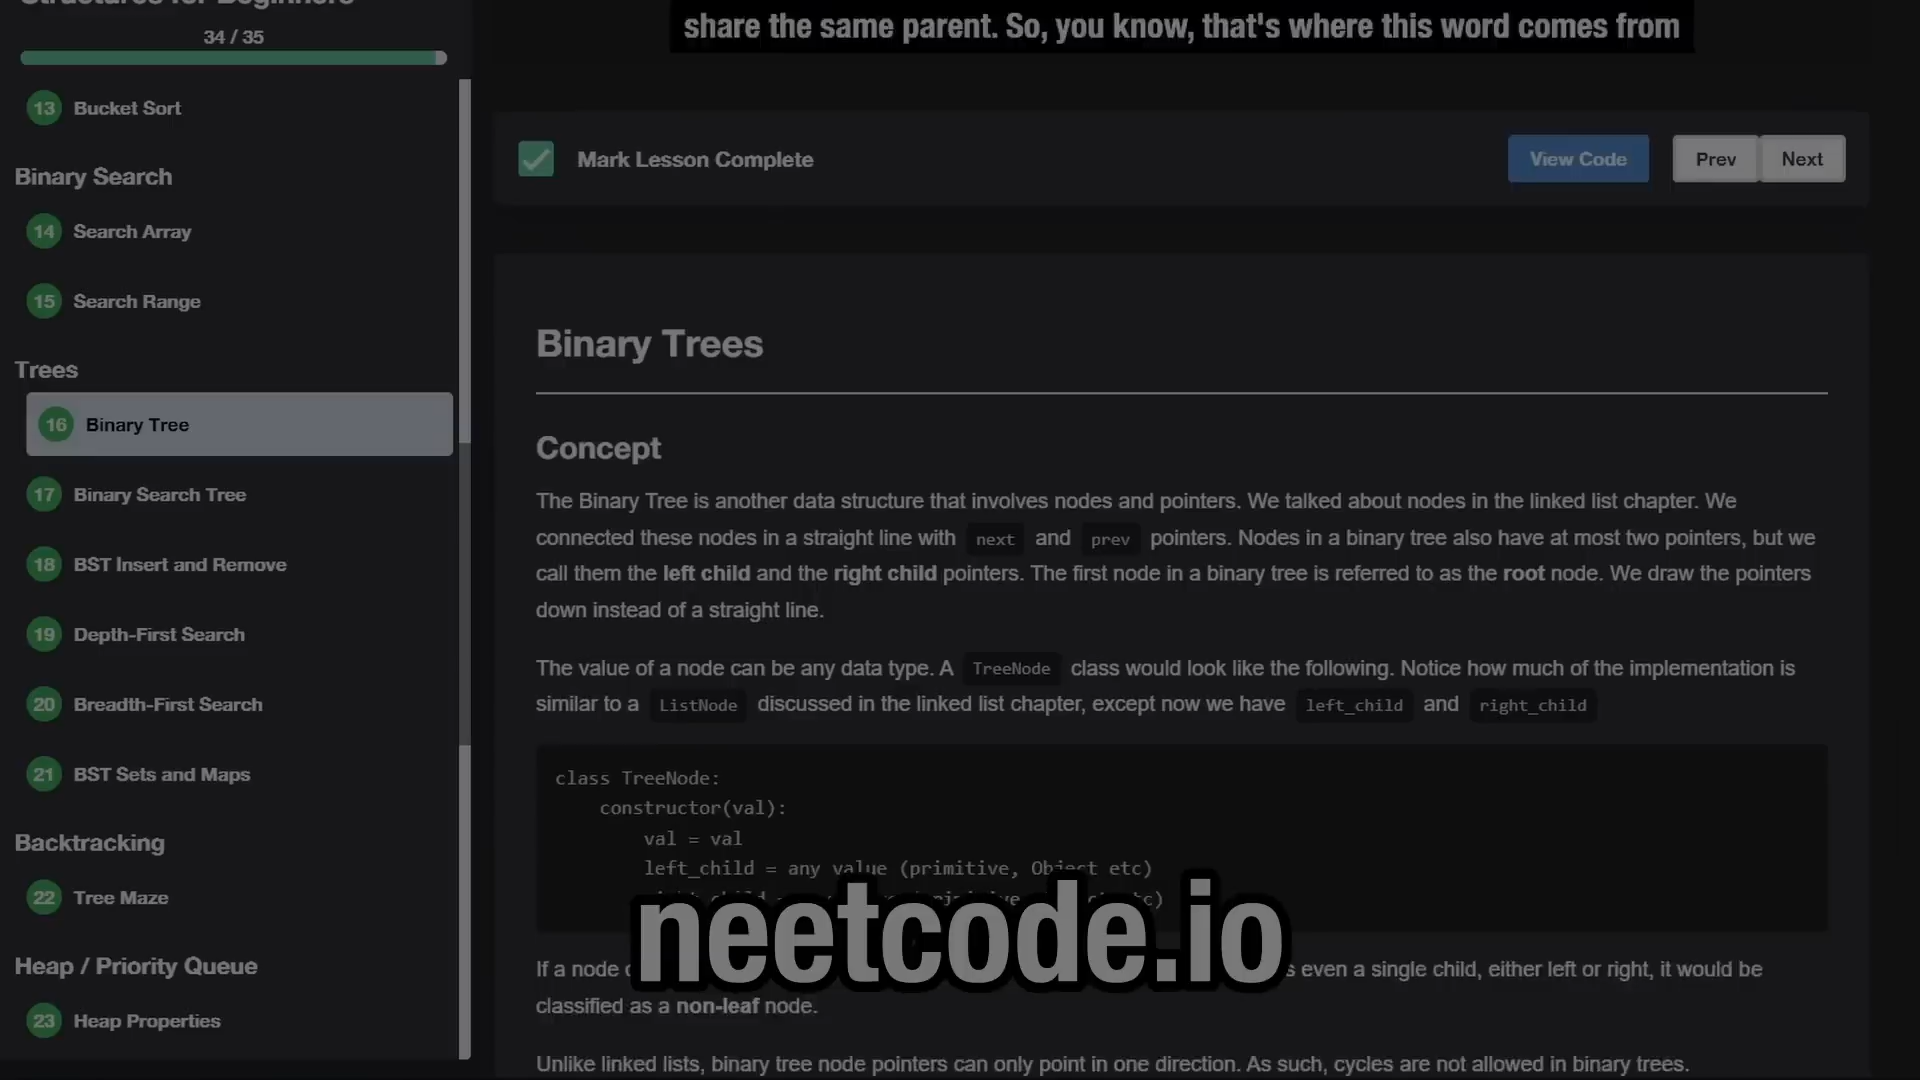 Structures for Beginners
34 / 35
13 Bucket Sort
Binary Search
14 Search Array
15 Search Range
Trees
16 Binary Tree
17 Binary Search Tree
18 BST Insert and Remove
19 Depth-First Search
20 Breadth-First Search
21 BST Sets and Maps
Backtracking
22 Tree Maze
Heap / Priority Queue
23 Heap Properties
share the same parent. So, you know, that's where this word comes from
Mark Lesson Complete
View Code
Prev
Next
Binary Trees
Concept
The Binary Tree is another data structure that involves nodes and pointers. We talked about nodes in the linked list chapter. We
connected these nodes in a straight line with next and prev pointers. Nodes in a binary tree also have at most two pointers, but we
call them the left child and the right child pointers. The first node in a binary tree is referred to as the root node. We draw the pointers
down instead of a straight line.
The value of a node can be any data type. A TreeNode class would look like the following. Notice how much of the implementation is
similar to a ListNode discussed in the linked list chapter, except now we have left_child and right_child
class TreeNode:
constructor(val):
val = val
left_child = any value (primitive, Object etc)
neetcode.io
If a node
even a single child, either left or right, it would be
classified as a non-leaf node.
Unlike linked lists, binary tree node pointers can only point in one direction. As such, cycles are not allowed in binary trees.